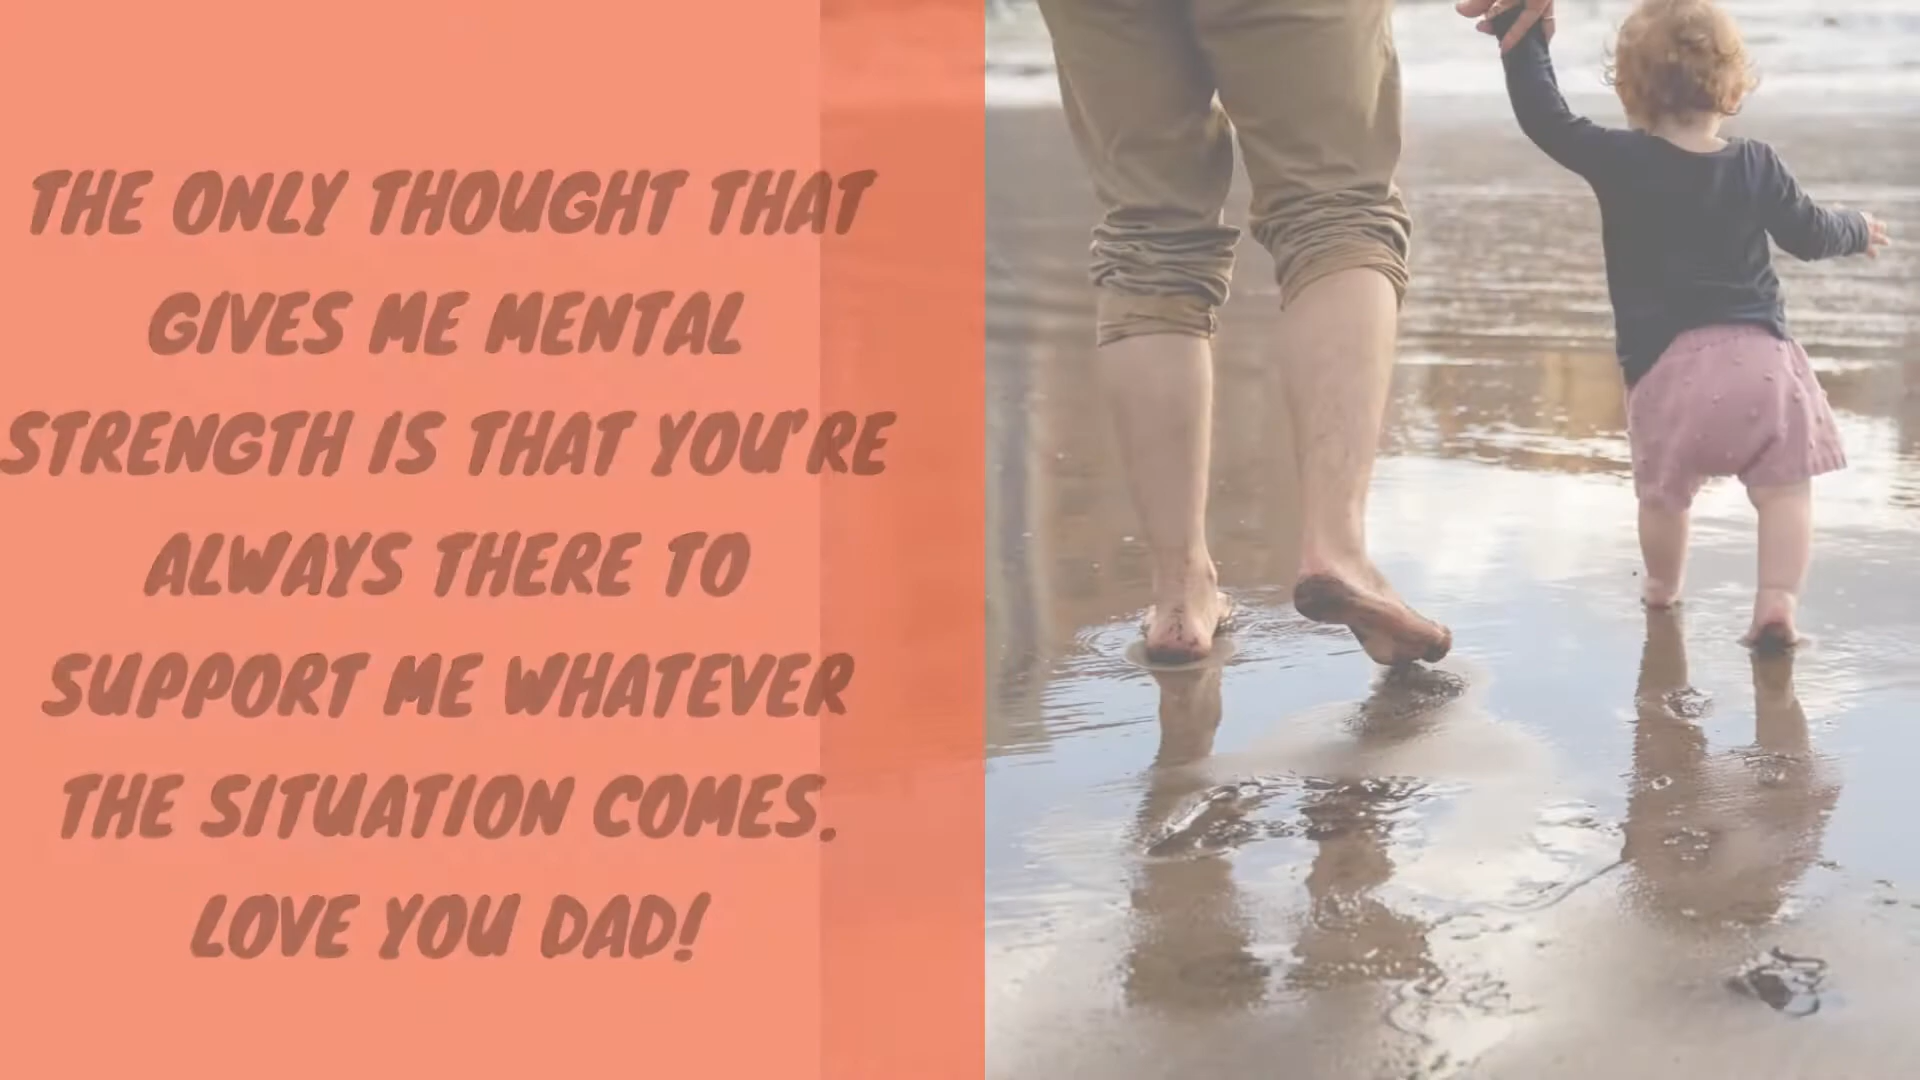 THE ONLY THOUGHT THAT
GIVES ME MENTAL
STRENGTH IS THAT YOU'RE
ALWAYS THERE TO
SUPPORT ME WHATEVER
THE SITUATION COMES.
LOVE YOU DAD!